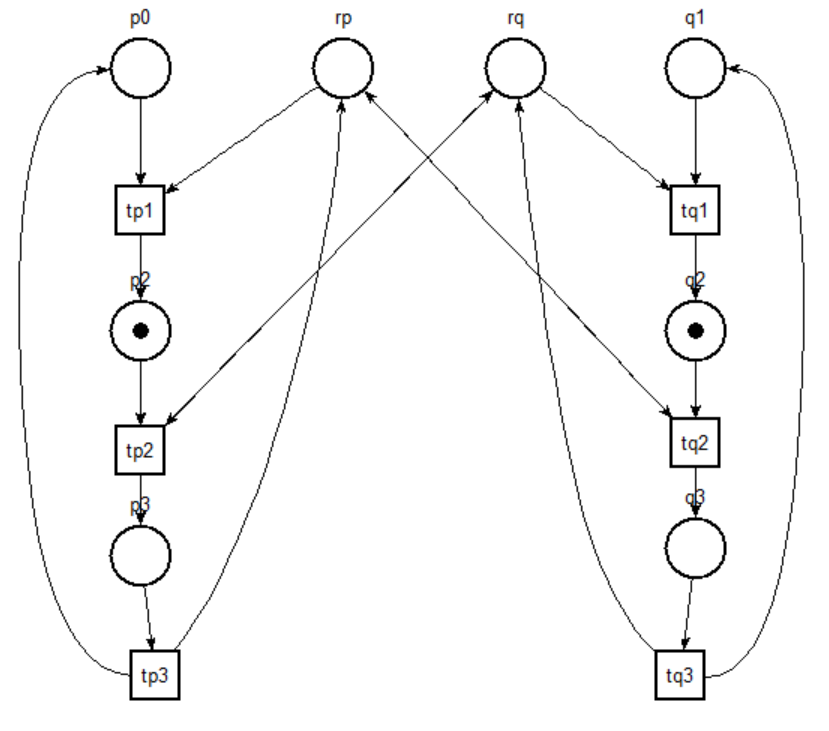 p0 rp rq q1
tp1 tq1
p2 q2
tp2 tq2
p3 q3
tp3 tq3